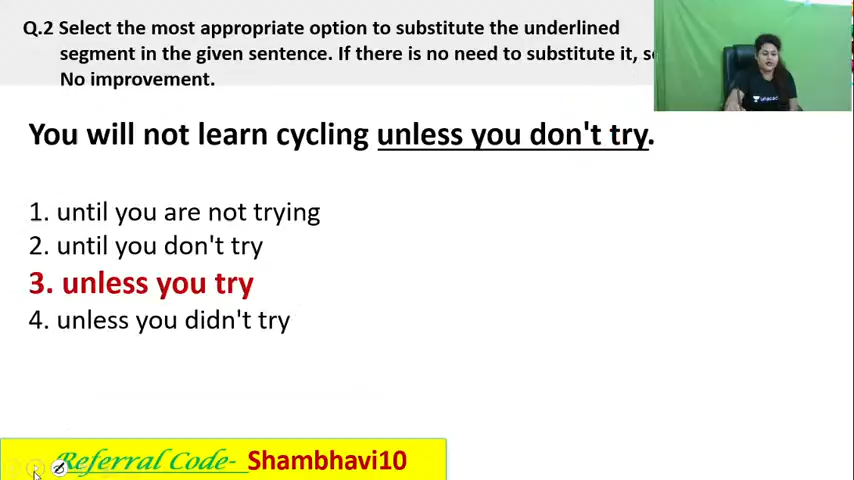 Q.2 Select the most appropriate option to substitute the underlined
segment in the given sentence. If there is no need to substitute it,
No improvement.
You will not learn cycling unless you don't try.
1. until you are not trying
2. until you don't try
3. unless you try
4. unless you didn't try
Referral Code- Shambhavi10